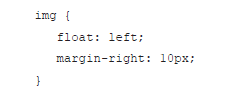 img {
    float: left;
    margin-right: 10px;
}